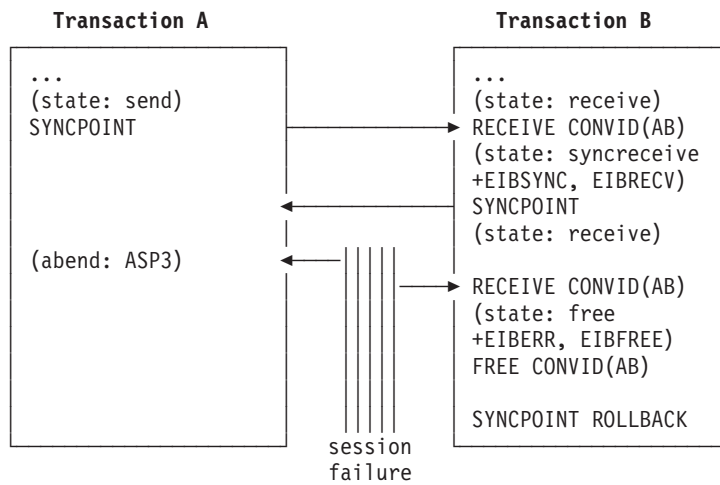 Transaction A
Transaction B
...
(state: send)
SYNCPOINT
(abend: ASP3)
...
(state: receive)
RECEIVE CONVID(AB)
(state: syncreceive
+EIBSYNC, EIBRECV)
SYNCPOINT
(state: receive)
RECEIVE CONVID(AB)
(state: free
+EIBERR, EIBFREE)
FREE CONVID(AB)
SYNCPOINT ROLLBACK
session
failure